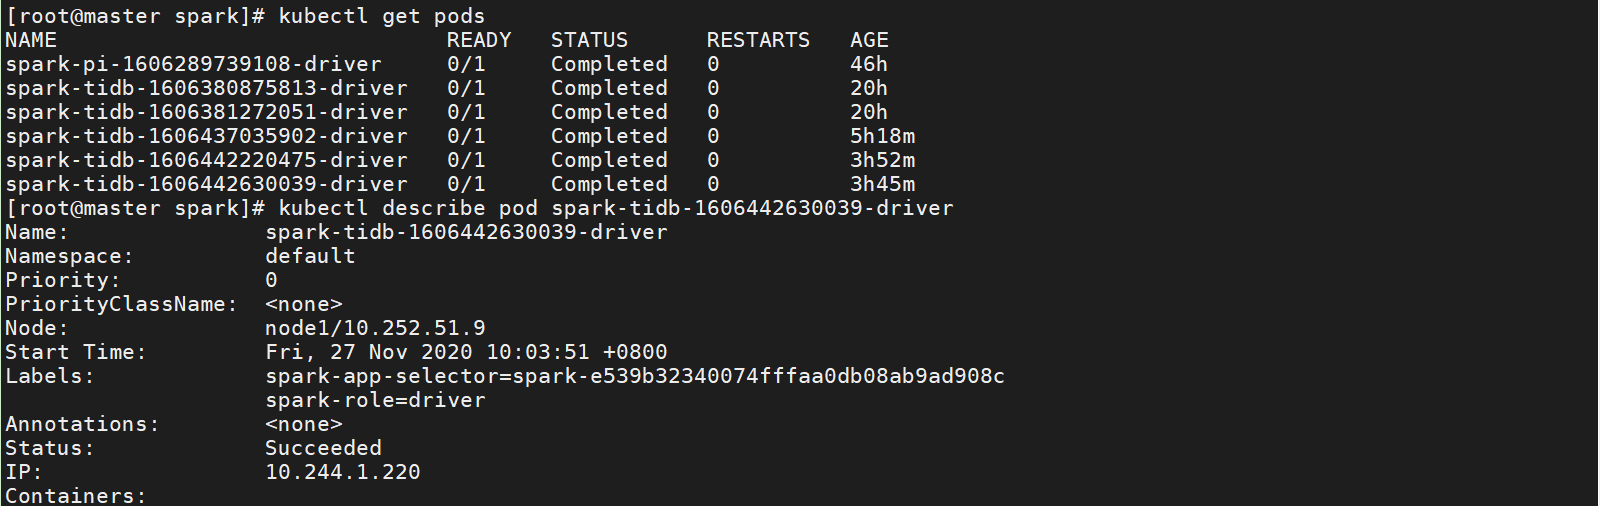 [root@master spark]# kubectl get pods
NAME                              READY   STATUS      RESTARTS   AGE
spark-pi-1606289739108-driver     0/1     Completed   0          46h
spark-tidb-1606380875813-driver   0/1     Completed   0          20h
spark-tidb-1606381272051-driver   0/1     Completed   0          20h
spark-tidb-1606437035902-driver   0/1     Completed   0          5h18m
spark-tidb-1606442220475-driver   0/1     Completed   0          3h52m
spark-tidb-1606442630039-driver   0/1     Completed   0          3h45m
[root@master spark]# kubectl describe pod spark-tidb-1606442630039-driver
Name:               spark-tidb-1606442630039-driver
Namespace:          default
Priority:           0
PriorityClassName:  <none>
Node:               node1/10.252.51.9
Start Time:         Fri, 27 Nov 2020 10:03:51 +0800
Labels:             spark-app-selector=spark-e539b32340074fffaa0db08ab9ad908c
                    spark-role=driver
Annotations:        <none>
Status:             Succeeded
IP:                 10.244.1.220
Containers: